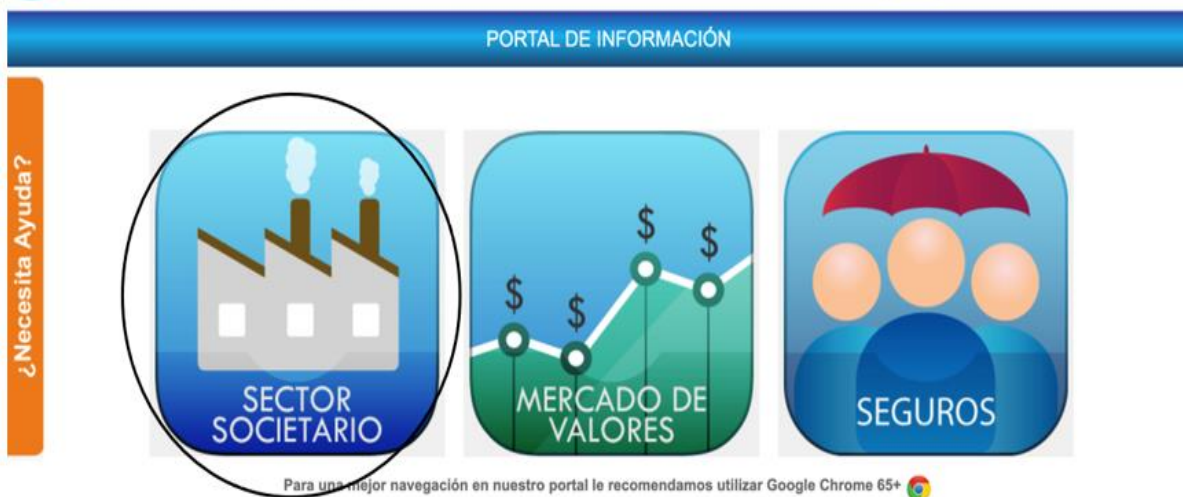 PORTAL DE INFORMACIÓN
¿Necesita Ayuda?
SECTOR
SOCIETARIO
$
$
$
$
MERCADO DE
VALORES
SEGUROS
Para una mejor navegación en nuestro portal le recomendamos utilizar Google Chrome 65+